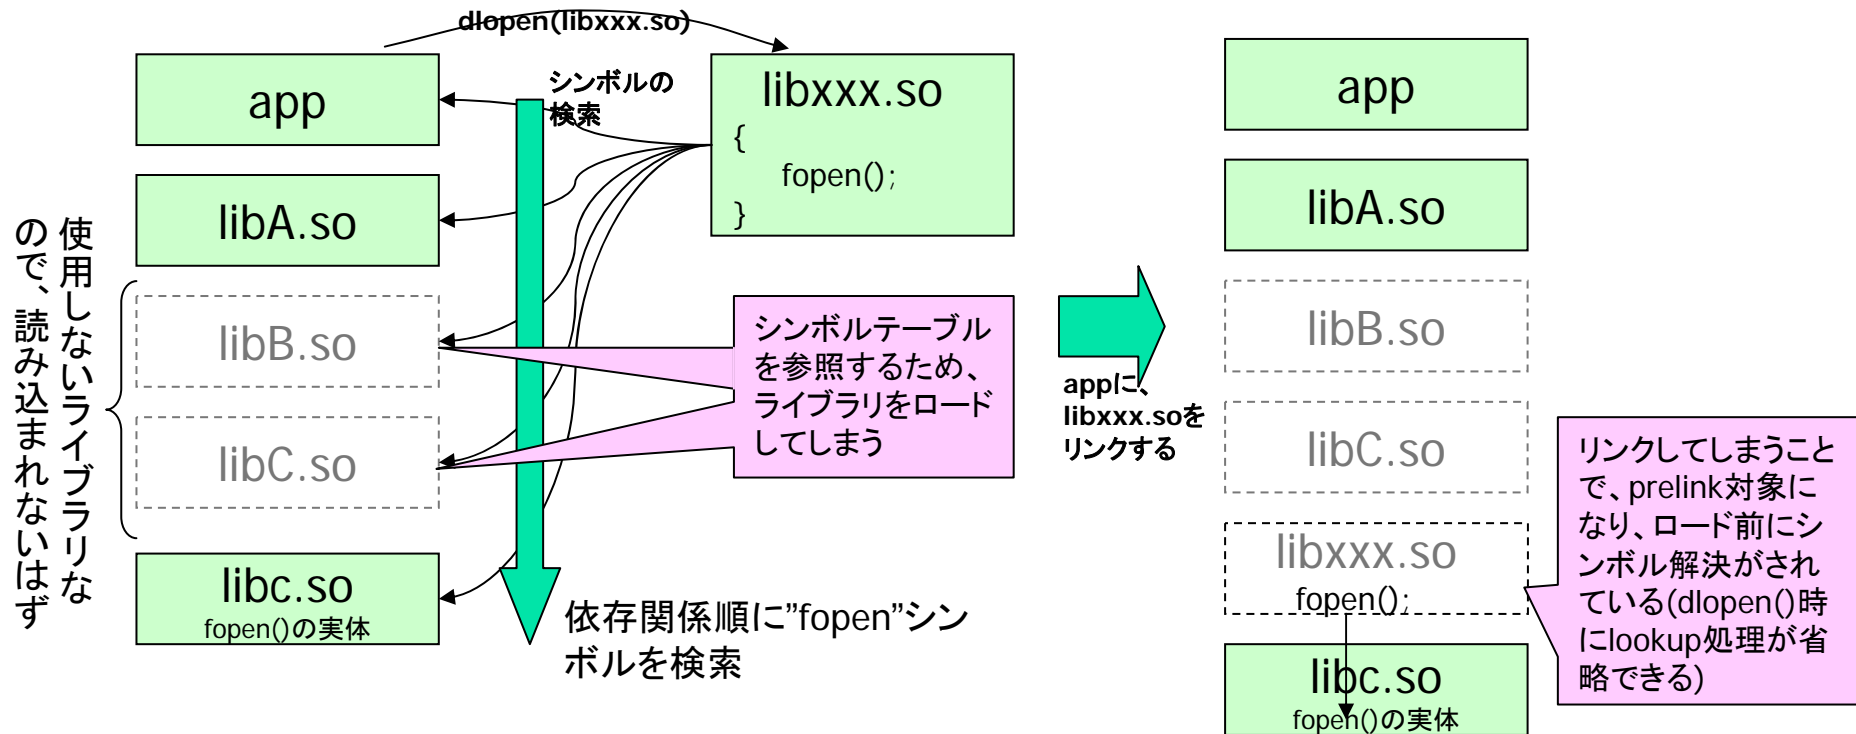 dlopen(libxxx.so)
app
シンボルの
検索
libxxx.so
{
fopen();
}
libA.so
使用しないライブラリな
ので、読み込まれないはず
libB.so
libC.so
シンボルテーブル
を参照するため、
ライブラリをロード
してしまう
libc.so
fopen()の実体
依存関係順に”fopen”シン
ボルを検索
appに、
libxxx.soを
リンクする
app
libA.so
libB.so
libC.so
libxxx.so
fopen();
libc.so
fopen()の実体
リンクしてしまうこと
で、prelink対象に
なり、ロード前にシ
ンボル解決がされ
ている(dlopen()時
にlookup処理が省
略できる)